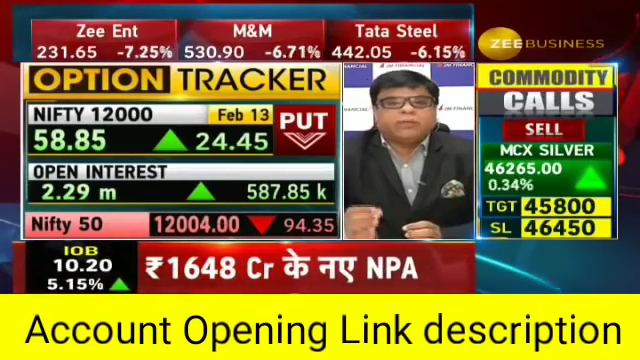 Zee Ent M&M Tata Steel
231.65 -7.25% 530.90 -6.71% 442.05 -6.15%
ZEE BUSINESS
OPTION TRACKER
NIFTY 12000 Feb 13
58.85 24.45
PUT
OPEN INTEREST
2.29 m 587.85 k
Nifty 50 12004.00 94.35
JM FINANCIAL
COMMODITY
CALLS
SELL
MCX SILVER
46265.00
0.34%
TGT 45800
SL 46450
IOB
10.20
5.15%
₹1648 Cr के नए NPA
Account Opening Link description